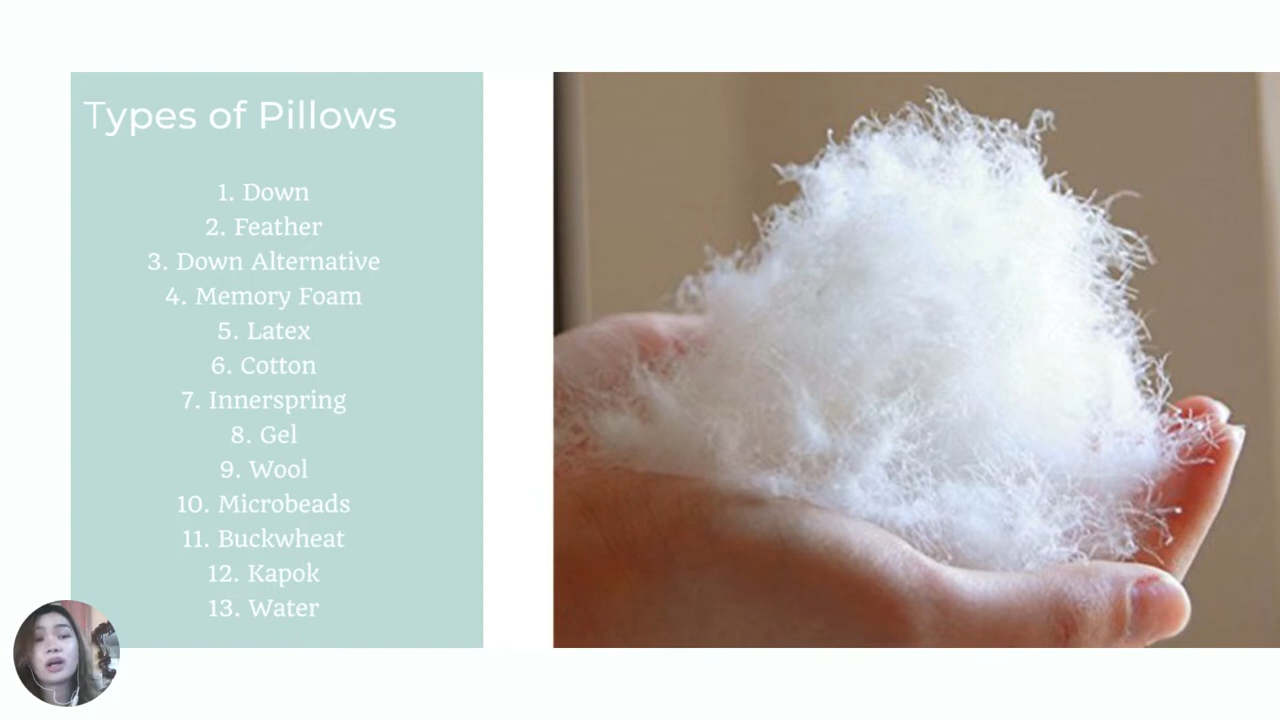 Types of Pillows
1. Down
2. Feather
3. Down Alternative
4. Memory Foam
5. Latex
6. Cotton
7. Innerspring
8. Gel
9. Wool
10. Microbeads
11. Buckwheat
12. Kapok
13. Water